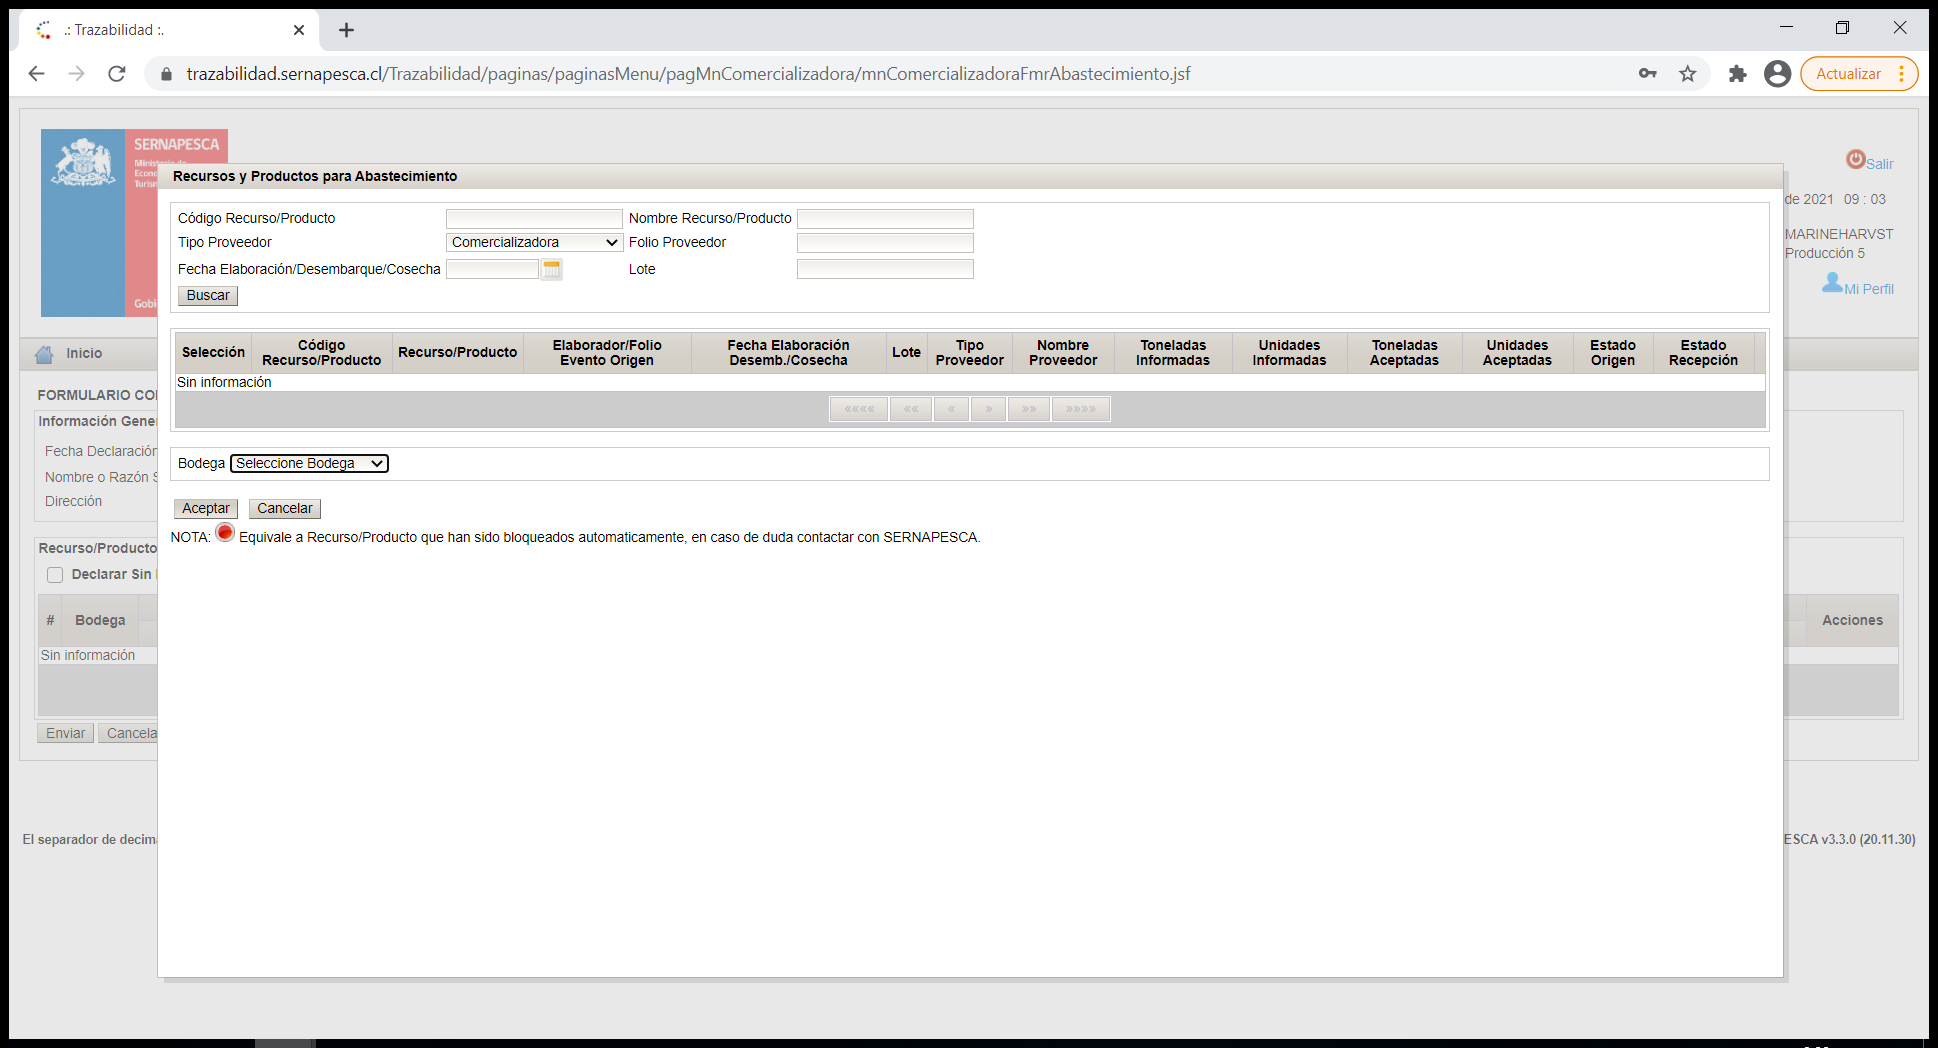 .: Trazabilidad :.
trazabilidad.sernapesca.cl/Trazabilidad/paginas/paginasMenu/pagMnComercializadora/mnComercializadoraFmrAbastecimiento.jsf
Actualizar
SERNAPESCA
Salir
de 2021 09 : 03
MARINEHARVST
Producción 5
Mi Perfil
Inicio
Recursos y Productos para Abastecimiento
Código Recurso/Producto
Nombre Recurso/Producto
Tipo Proveedor
Comercializadora
Folio Proveedor
Fecha Elaboración/Desembarque/Cosecha
Lote
Buscar
Selección
Código Recurso/Producto
Recurso/Producto
Elaborador/Folio Evento Origen
Fecha Elaboración Desemb./Cosecha
Lote
Tipo Proveedor
Nombre Proveedor
Toneladas Informadas
Unidades Informadas
Toneladas Aceptadas
Unidades Aceptadas
Estado Origen
Estado Recepción
Sin información
«««« «« « » »» »»»»
Bodega Seleccione Bodega
Aceptar Cancelar
NOTA: Equivale a Recurso/Producto que han sido bloqueados automaticamente, en caso de duda contactar con SERNAPESCA.
FORMULARIO
Información
Fecha Declaración
Nombre o Razón
Dirección
Recurso/Producto
Declarar Sin
# Bodega
Acciones
Sin información
Enviar
El separador de
v3.3.0 (20.11.30)